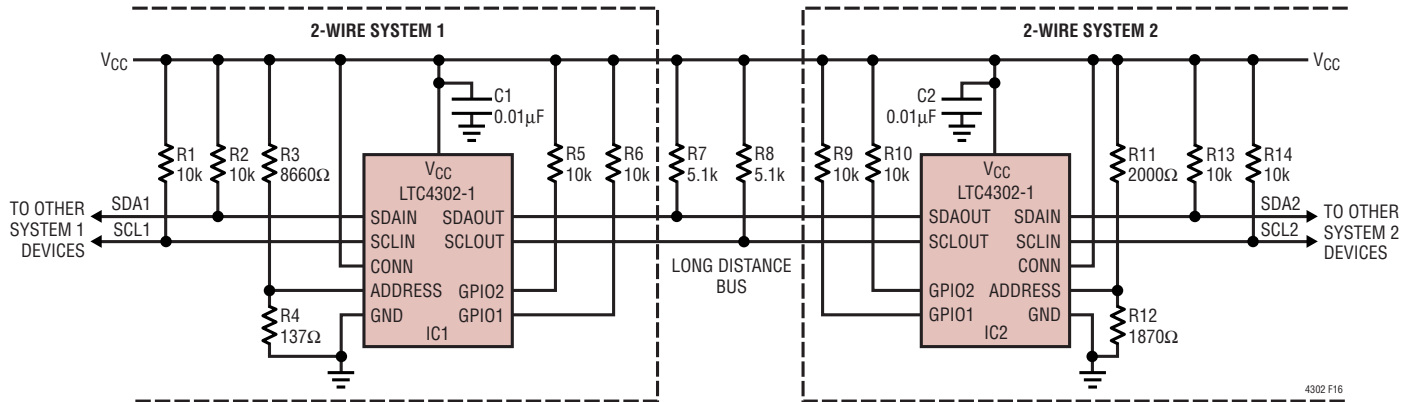 2-WIRE SYSTEM 1
2-WIRE SYSTEM 2
VCC
VCC
C1
0.01µF
C2
0.01µF
R1
10k
R2
10k
R3
8660Ω
R5
10k
R6
10k
R7
5.1k
R8
5.1k
R9
10k
R10
10k
R11
2000Ω
R13
10k
R14
10k
VCC
LTC4302-1
SDAIN SDAOUT
SCLIN SCLOUT
CONN
ADDRESS GPIO2
GND GPIO1
IC1
VCC
LTC4302-1
SDAOUT SDAIN
SCLOUT SCLIN
CONN
GPIO2 ADDRESS
GPIO1 GND
IC2
TO OTHER
SYSTEM 1
DEVICES
SDA1
SCL1
LONG DISTANCE
BUS
SDA2
SCL2
TO OTHER
SYSTEM 2
DEVICES
R4
137Ω
R12
1870Ω
4302 F16